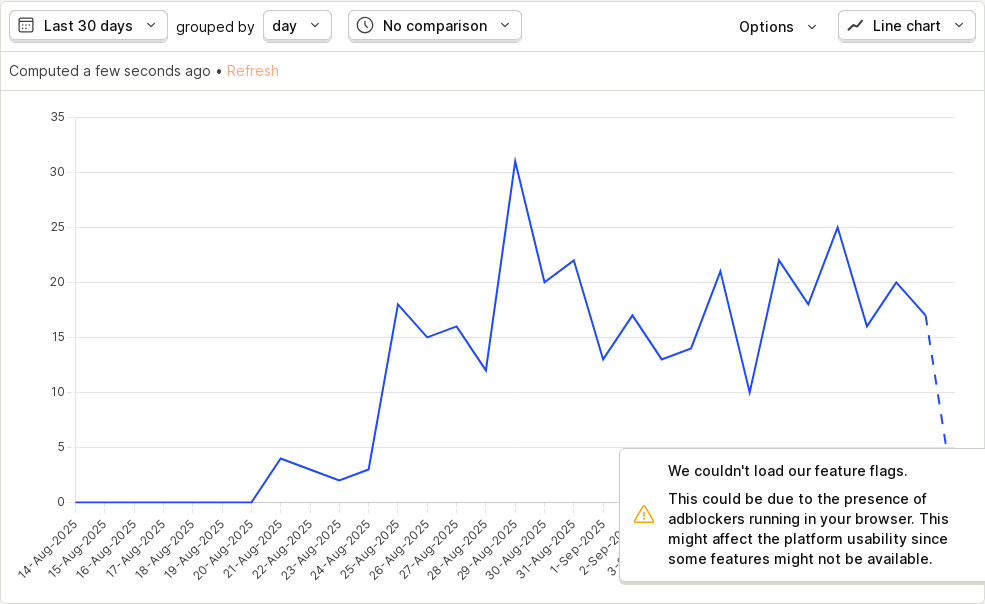 Last 30 days grouped by day No comparison Options Line chart
Computed a few seconds ago • Refresh
35
30
25
20
15
10
5
0
14-Aug-2025
15-Aug-2025
16-Aug-2025
17-Aug-2025
18-Aug-2025
19-Aug-2025
20-Aug-2025
21-Aug-2025
22-Aug-2025
23-Aug-2025
24-Aug-2025
25-Aug-2025
26-Aug-2025
27-Aug-2025
28-Aug-2025
29-Aug-2025
30-Aug-2025
31-Aug-2025
1-Sep-2025
2-Sep-20
3-
We couldn't load our feature flags.
This could be due to the presence of
adblockers running in your browser. This
might affect the platform usability since
some features might not be available.